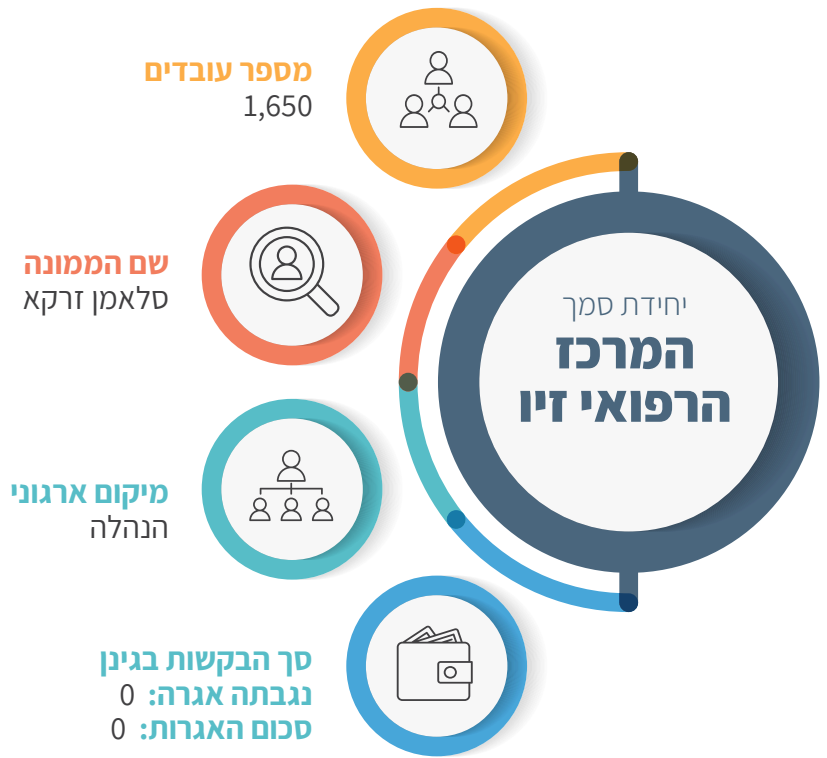 יחידת סמך
המרכז
הרפואי זיו
מספר עובדים
1,650
שם הממונה
סלאמן זרקא
מיקום ארגוני
הנהלה
סך הבקשות בגינן
נגבתה אגרה: 0
סכום האגרות: 0